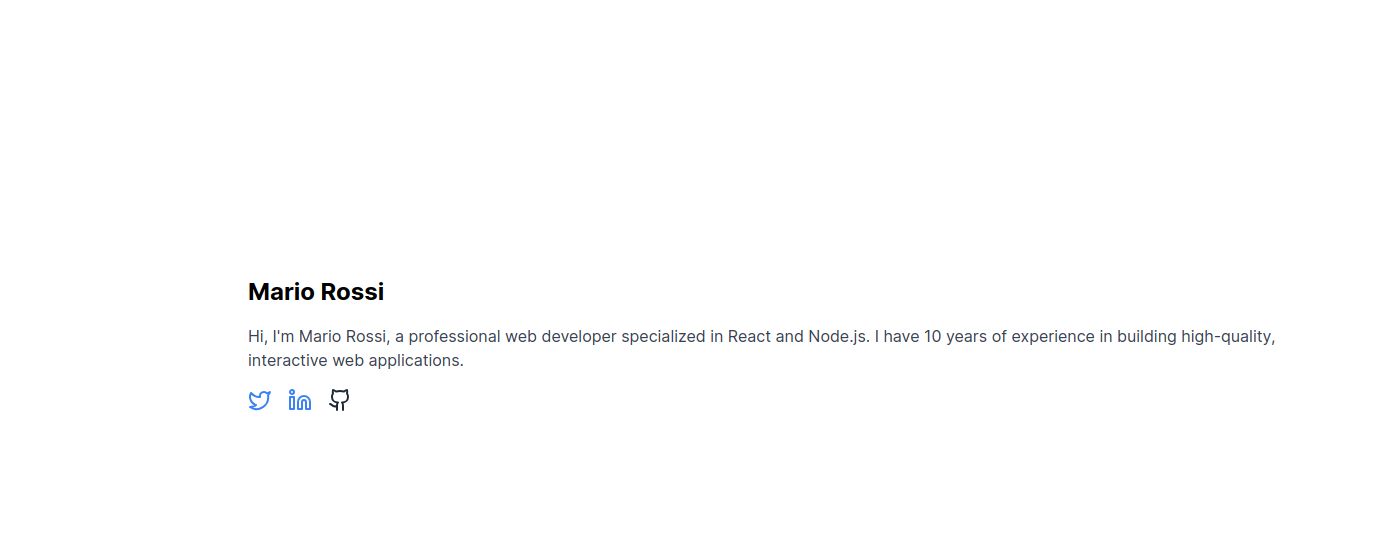 Mario Rossi
Hi, I'm Mario Rossi, a professional web developer specialized in React and Node.js. I have 10 years of experience in building high-quality,
interactive web applications.